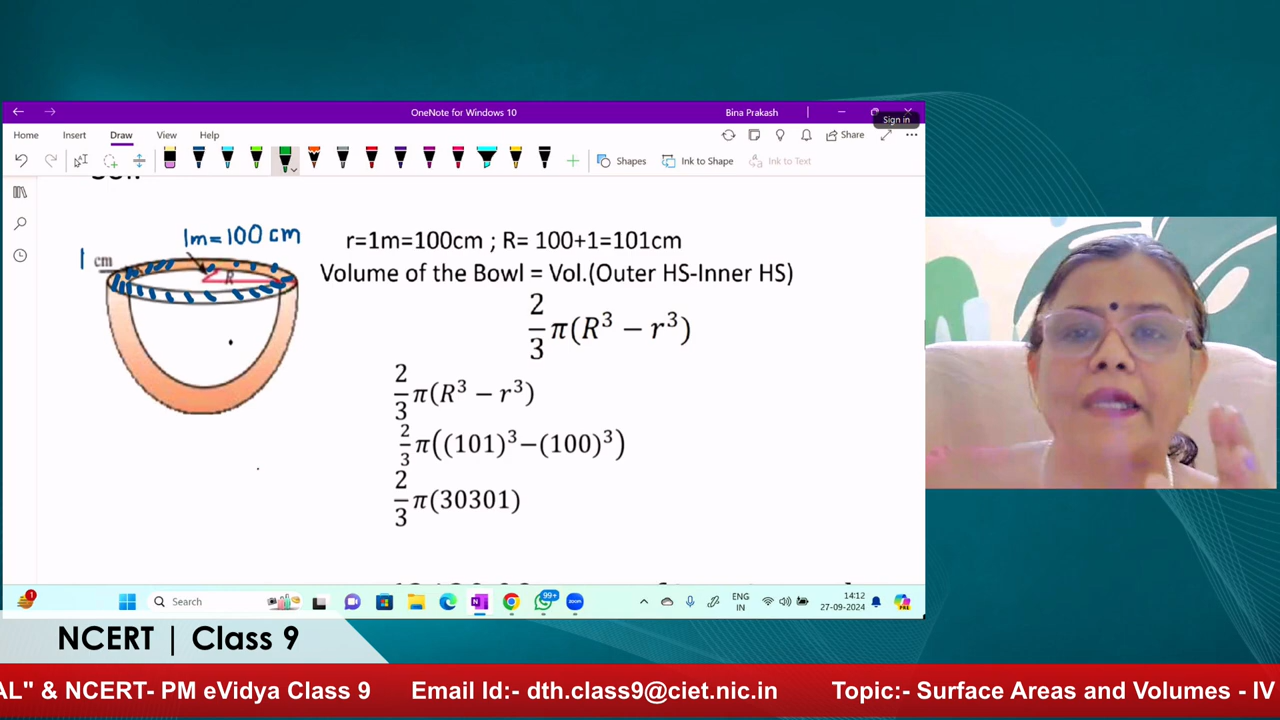 OneNote for Windows 10
Bina Prakash
Sign in
Home Insert Draw View Help
Share
Shapes Ink to Shape Ink to Text
1m=100 cm
1 cm
R
r=1m=100cm ; R= 100+1=101cm
Volume of the Bowl = Vol.(Outer HS-Inner HS)
2/3 π(R³ − r³)
2/3 π(R³ − r³)
2/3 π((101)³−(100)³)
2/3 π(30301)
1
Search
99+
zoom
ENG
IN
14:12
27-09-2024
PRE
NCERT | Class 9
AL" & NCERT- PM eVidya Class 9 Email Id:- dth.class9@ciet.nic.in Topic:- Surface Areas and Volumes - IV